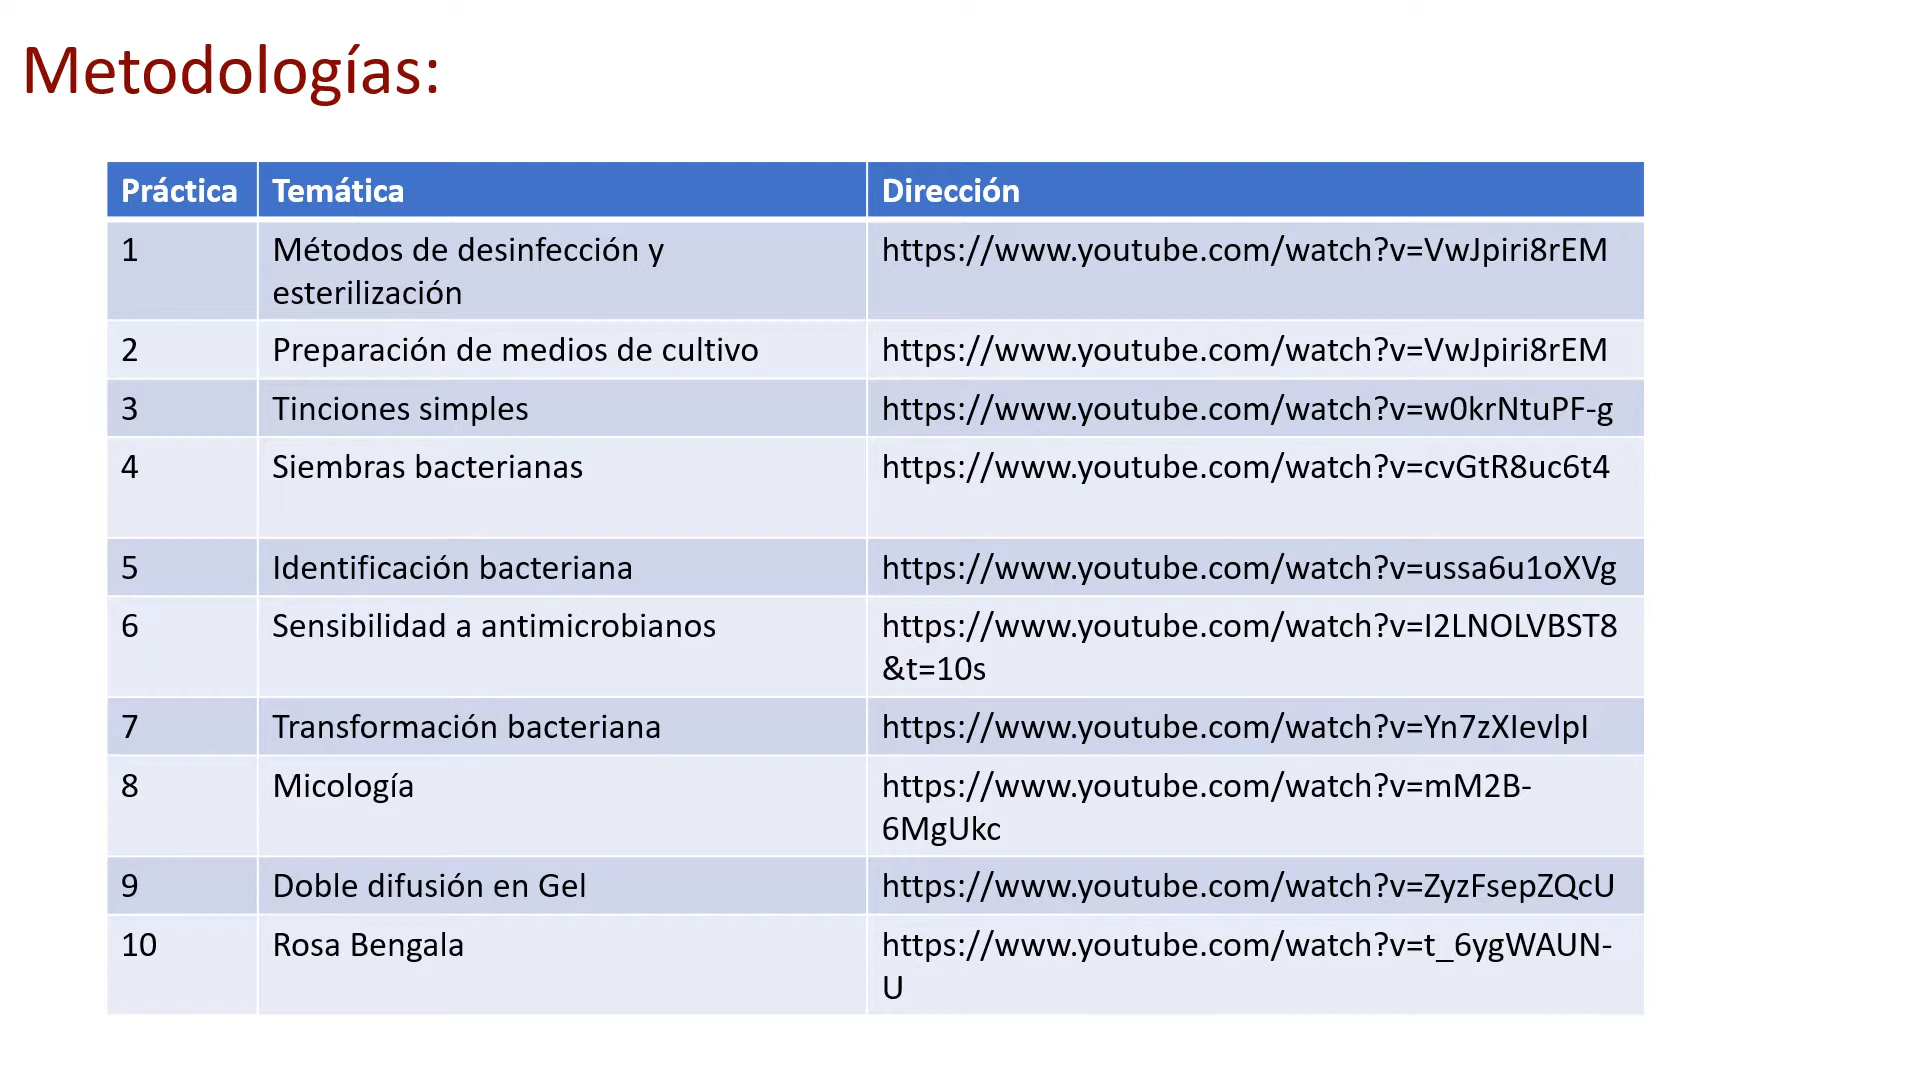 Metodologías:
Práctica Temática Dirección
1 Métodos de desinfección y https://www.youtube.com/watch?v=VwJpiri8rEM
esterilización
2 Preparación de medios de cultivo https://www.youtube.com/watch?v=VwJpiri8rEM
3 Tinciones simples https://www.youtube.com/watch?v=w0krNtuPF-g
4 Siembras bacterianas https://www.youtube.com/watch?v=cvGtR8uc6t4
5 Identificación bacteriana https://www.youtube.com/watch?v=ussa6u1oXVg
6 Sensibilidad a antimicrobianos https://www.youtube.com/watch?v=I2LNOLVBST8
&t=10s
7 Transformación bacteriana https://www.youtube.com/watch?v=Yn7zXIevlpI
8 Micología https://www.youtube.com/watch?v=mM2B-
6MgUkc
9 Doble difusión en Gel https://www.youtube.com/watch?v=ZyzFsepZQcU
10 Rosa Bengala https://www.youtube.com/watch?v=t_6ygWAUN-
U